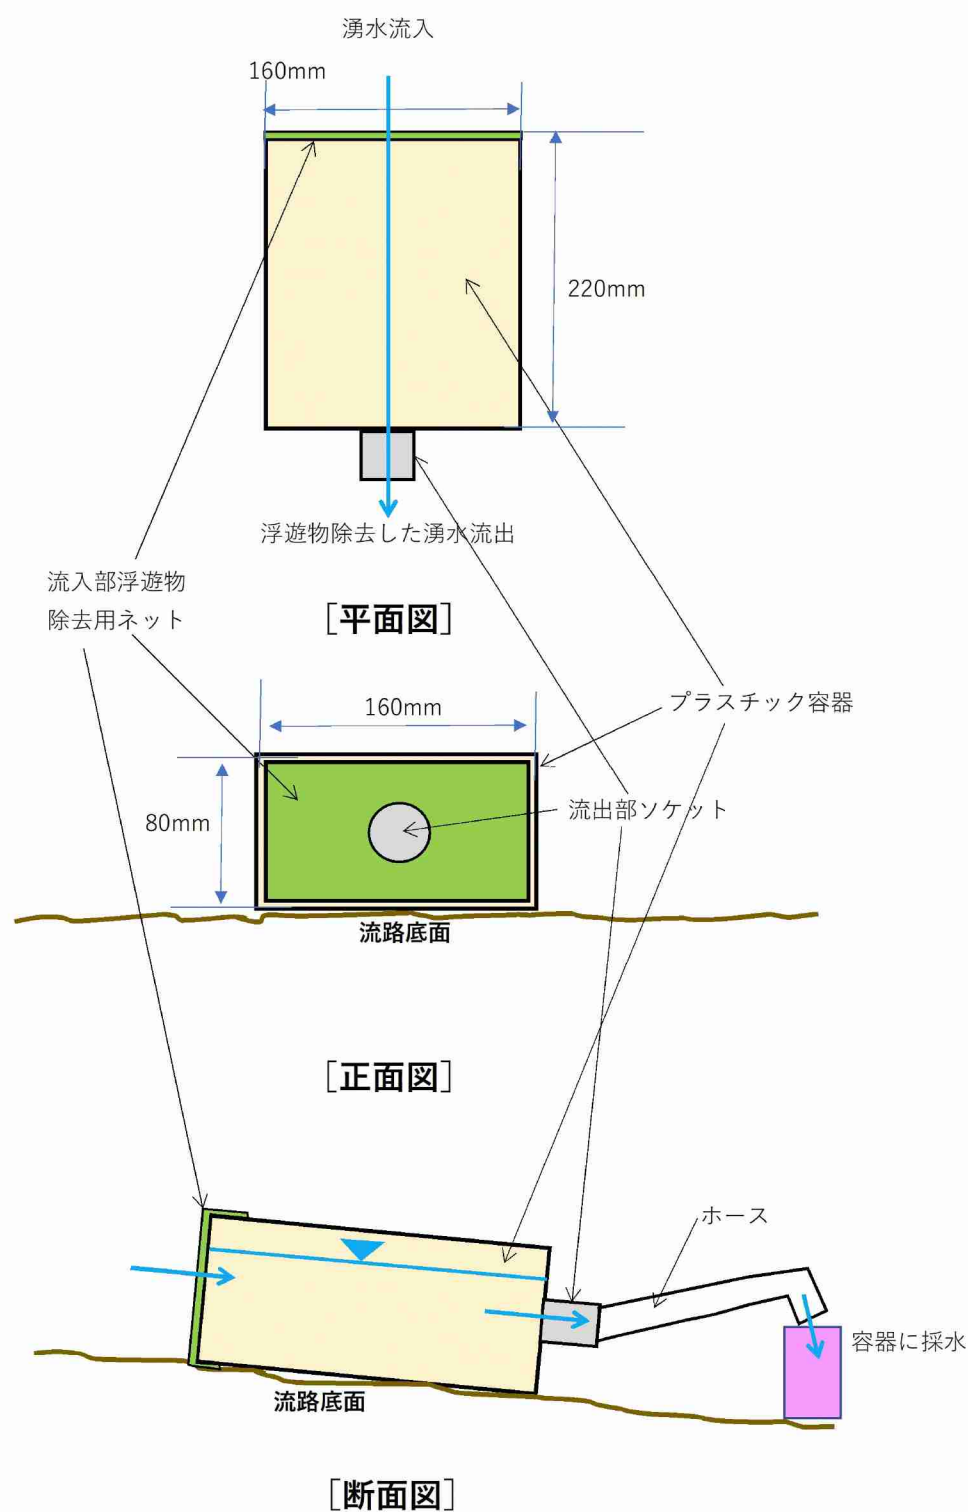 湧水流入
160mm
220mm
浮遊物除去した湧水流出
流入部浮遊物
除去用ネット
［平面図］
160mm
プラスチック容器
80mm
流出部ソケット
流路底面
［正面図］
ホース
容器に採水
流路底面
［断面図］